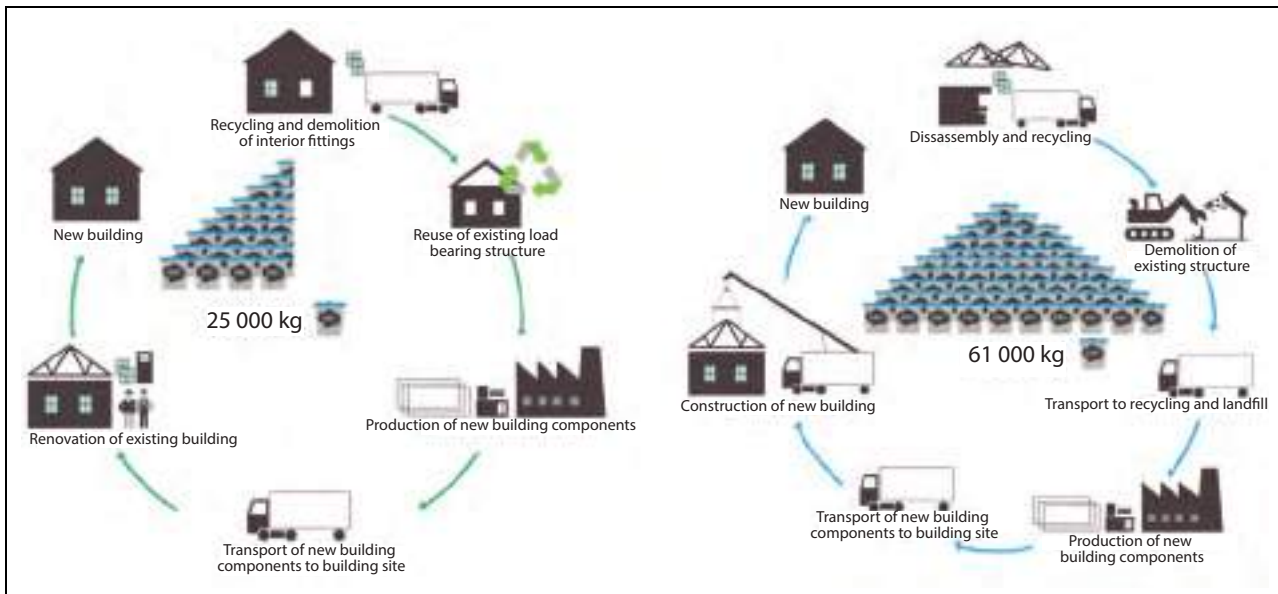 Recycling and demolition
of interior fittings
New building
Reuse of existing load
bearing structure
25 000 kg
Production of new building components
Renovation of existing building
Transport of new building
components to building site
Dissassembly and recycling
New building
Demolition of
existing structure
61 000 kg
Construction of new building
Transport to recycling and landfill
Transport of new building
components to building site
Production of new
building components